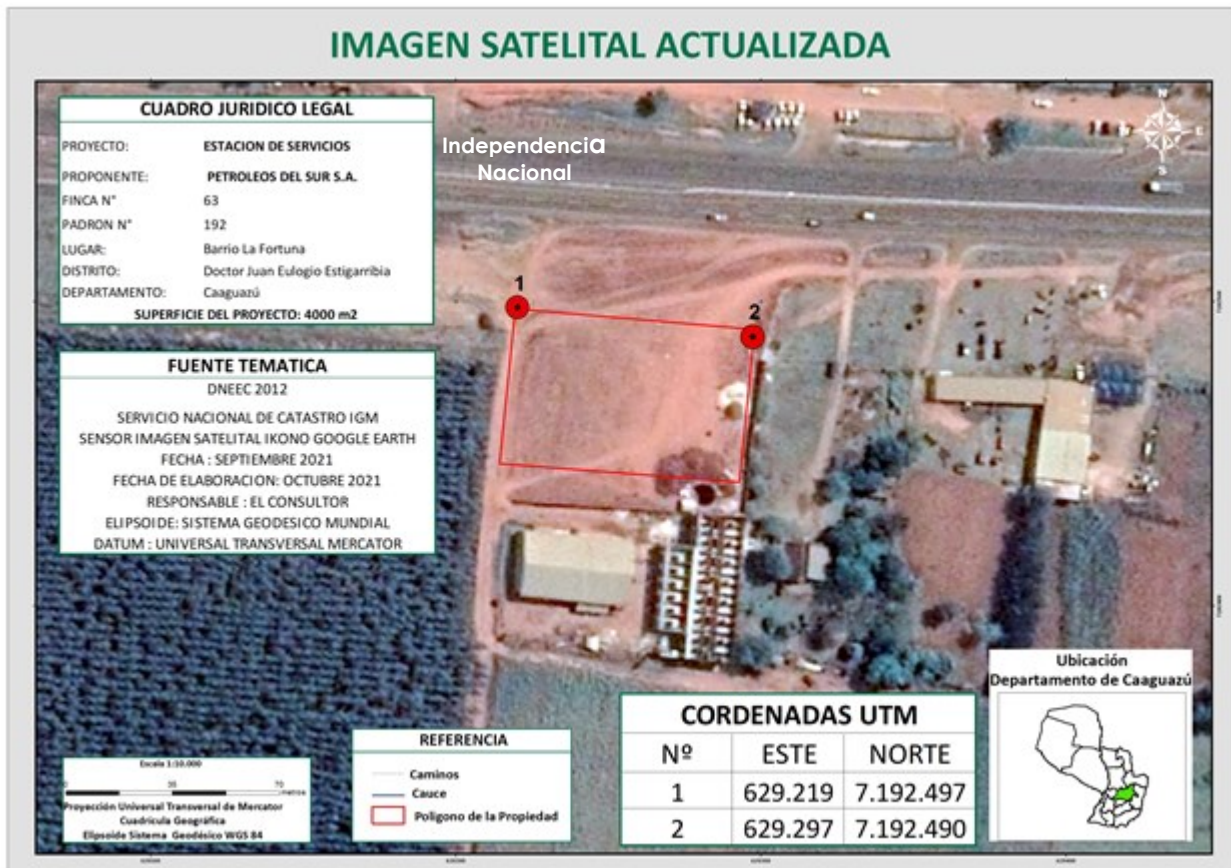 IMAGEN SATELITAL ACTUALIZADA
CUADRO JURIDICO LEGAL
PROYECTO: ESTACION DE SERVICIOS
PROPONENTE: PETROLEOS DEL SUR S.A.
FINCA N° 63
PADRON N° 192
LUGAR: Barrio La Fortuna
DISTRITO: Doctor Juan Eulogio Estigarribia
DEPARTAMENTO: Caaguazú
SUPERFICIE DEL PROYECTO: 4000 m2
Independencia
Nacional
N
E
S
1
2
FUENTE TEMATICA
DNEEC 2012
SERVICIO NACIONAL DE CATASTRO IGM
SENSOR IMAGEN SATELITAL IKONO GOOGLE EARTH
FECHA : SEPTIEMBRE 2021
FECHA DE ELABORACION: OCTUBRE 2021
RESPONSABLE : EL CONSULTOR
ELIPSOIDE: SISTEMA GEODESICO MUNDIAL
DATUM : UNIVERSAL TRANSVERSAL MERCATOR
Escala 1:10.000
0 35 70
metros
Proyección Universal Transversal de Mercator
Cuadrícula Geográfica
Elipsoide Sistema Geodésico WGS 84
REFERENCIA
Caminos
Cauce
Poligono de la Propiedad
CORDENADAS UTM
Nº ESTE NORTE
1 629.219 7.192.497
2 629.297 7.192.490
Ubicación
Departamento de Caaguazú